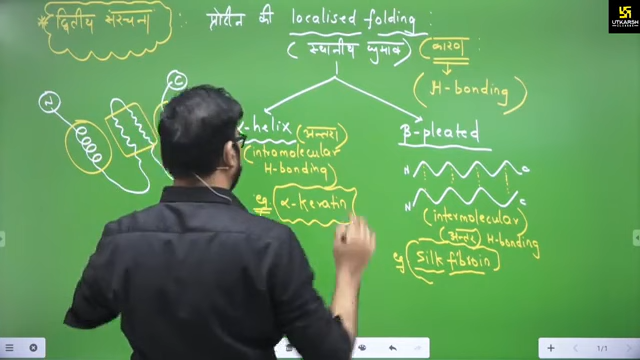 * द्वितीय संरचना
प्रोटीन की localised folding :
(स्थानीय घुमाव) (कारण
H-bonding
UTKARSH
N
C
-helix (अन्तरा)
(intramolecular
H-bonding)
eg α-keratin
β-pleated
N C
N C
(intermolecular)
(अन्तर) H-bonding
eg Silk fibroin
1/1